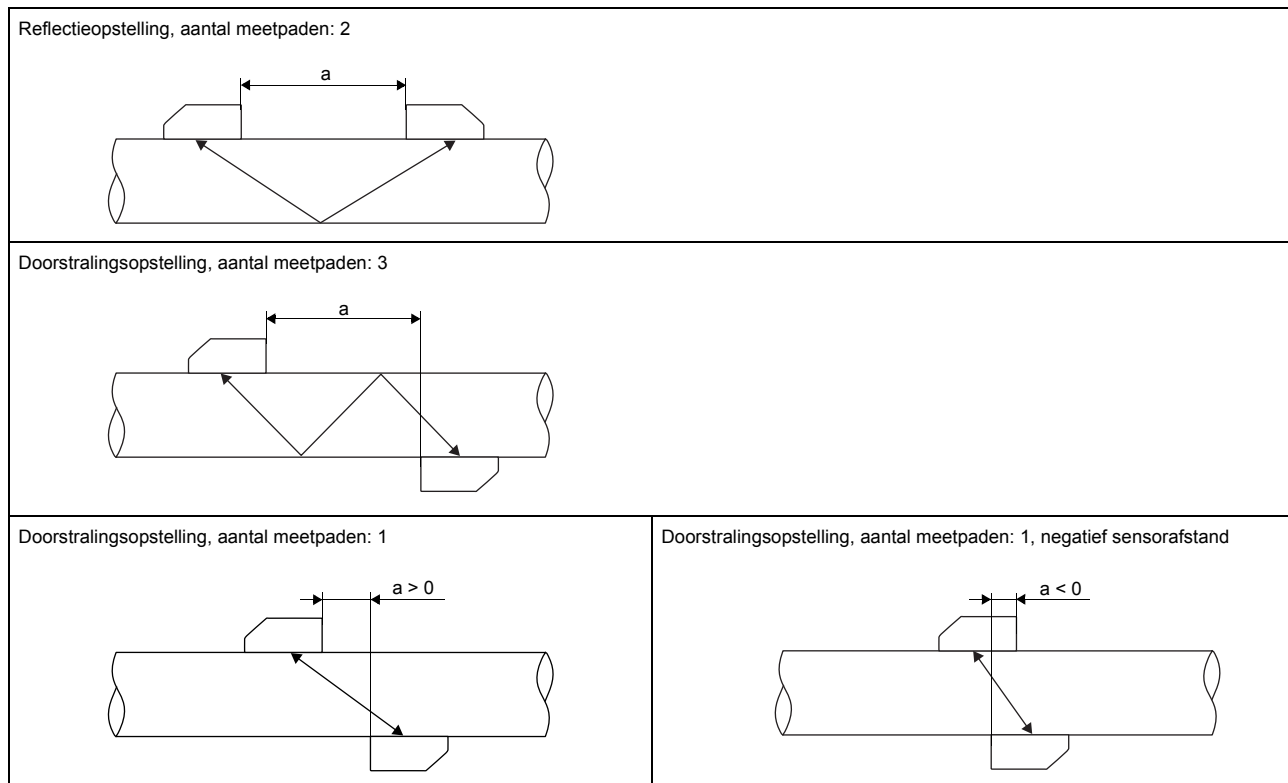 Reflectieopstelling, aantal meetpaden: 2
a
Doorstralingsopstelling, aantal meetpaden: 3
a
Doorstralingsopstelling, aantal meetpaden: 1
a > 0
Doorstralingsopstelling, aantal meetpaden: 1, negatief sensorafstand
a < 0